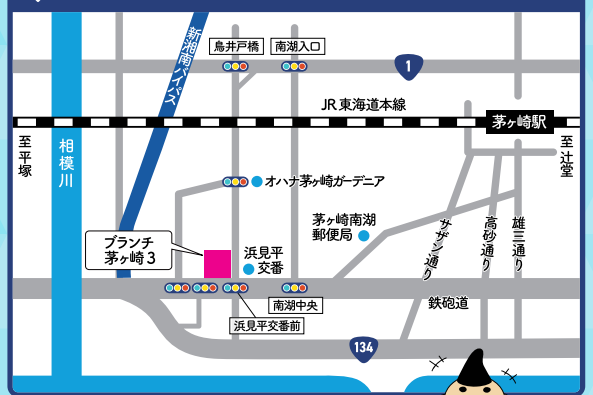 新湘南バイパス
鳥井戸橋
南湖入口
1
JR東海道本線
茅ヶ崎駅
至平塚
相模川
至辻堂
オハナ茅ヶ崎ガーデニア
茅ヶ崎南湖
郵便局
サザン通り
高砂通り
雄三通り
ブランチ
茅ヶ崎3
浜見平
交番
南湖中央
鉄砲道
浜見平交番前
134